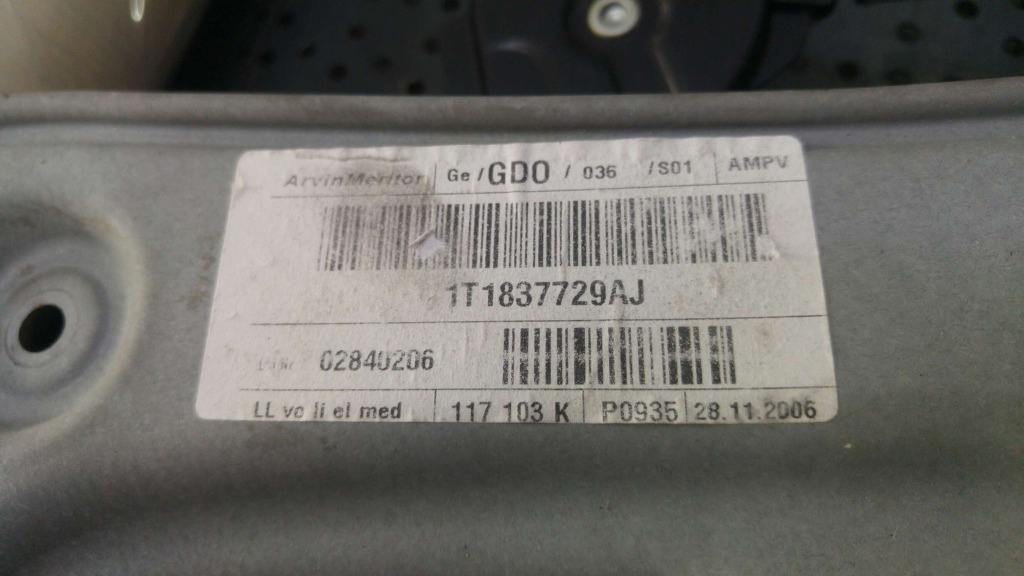 ArvinMeritor Ge / GDO / 036 / S01 AMPV
1T1837729AJ
02840206
LL vo li el med 117 103 K P0935 28.11.2006